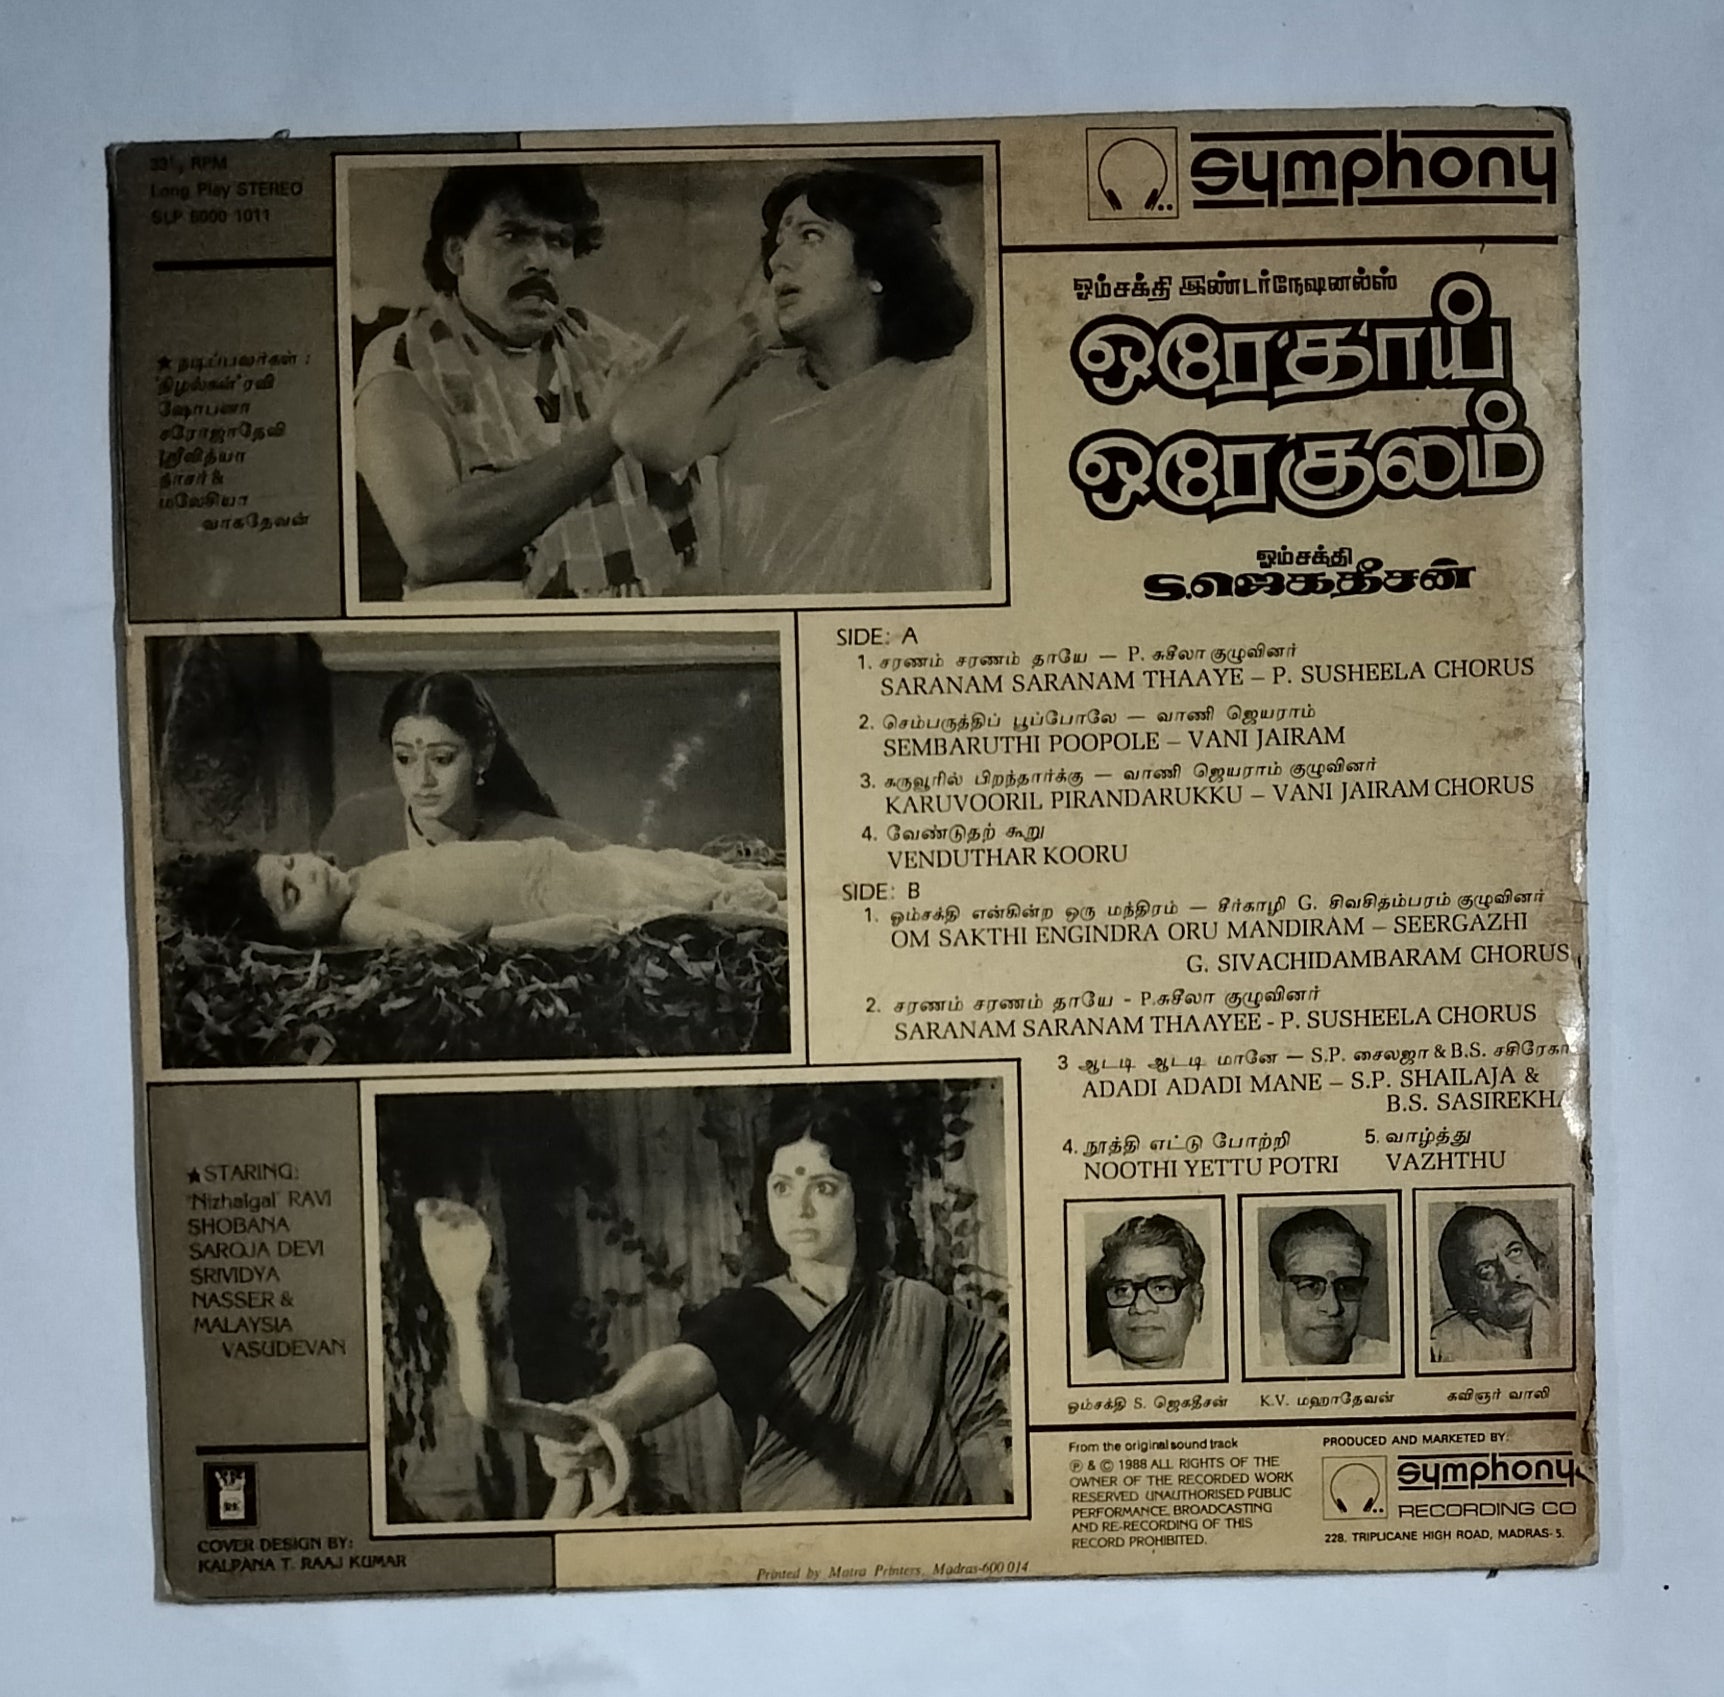 33⅓ RPM
Long Play STEREO
SLP 5000 1011
symphony
★ நடிப்பவர்கள் :
'நிழல்கள்' ரவி
ஷோபனா
சரோஜாதேவி
ஸ்ரீவித்யா
நாசர் &
மலேசியா
வாசுதேவன்
ஓம்சக்தி இண்டர்நேஷனல்ஸ்
ஒரே தாய்
ஒரே குலம்
ஓம்சக்தி
S.ஜெகதீசன்
SIDE: A
1. சரணம் சரணம் தாயே – P. சுசீலா குழுவினர்
SARANAM SARANAM THAAYE – P. SUSHEELA CHORUS
2. செம்பருத்திப் பூப்போலே – வாணி ஜெயராம்
SEMBARUTHI POOPOLE – VANI JAIRAM
3. கருவூரில் பிறந்தார்க்கு – வாணி ஜெயராம் குழுவினர்
KARUVOORIL PIRANDARUKKU – VANI JAIRAM CHORUS
4. வேண்டுதற் கூறு
VENDUTHAR KOORU
SIDE: B
1. ஓம்சக்தி என்கின்ற ஒரு மந்திரம் – சீர்காழி G. சிவசிதம்பரம் குழுவினர்
OM SAKTHI ENGINDRA ORU MANDIRAM – SEERGAZHI
G. SIVACHIDAMBARAM CHORUS
2. சரணம் சரணம் தாயே - P.சுசீலா குழுவினர்
SARANAM SARANAM THAAYEE - P. SUSHEELA CHORUS
3 ஆடடி ஆடடி மானே – S.P. சைலஜா & B.S. சசிரேகா
ADADI ADADI MANE – S.P. SHAILAJA &
B.S. SASIREKHA
4. நூத்தி எட்டு போற்றி
NOOTHI YETTU POTRI
5. வாழ்த்து
VAZHTHU
★ STARING:
'Nizhalgal' RAVI
SHOBANA
SAROJA DEVI
SRIVIDYA
NASSER &
MALAYSIA
VASUDEVAN
ஓம்சக்தி S. ஜெகதீசன்
K.V. மஹாதேவன்
கவிஞர் வாலி
From the original sound track
Ⓟ & © 1988 ALL RIGHTS OF THE
OWNER OF THE RECORDED WORK
RESERVED UNAUTHORISED PUBLIC
PERFORMANCE, BROADCASTING
AND RE-RECORDING OF THIS
RECORD PROHIBITED.
PRODUCED AND MARKETED BY:
symphony
RECORDING CO
228, TRIPLICANE HIGH ROAD, MADRAS-5.
COVER DESIGN BY:
KALPANA T. RAAJ KUMAR
Printed by Matra Printers, Madras-600 014